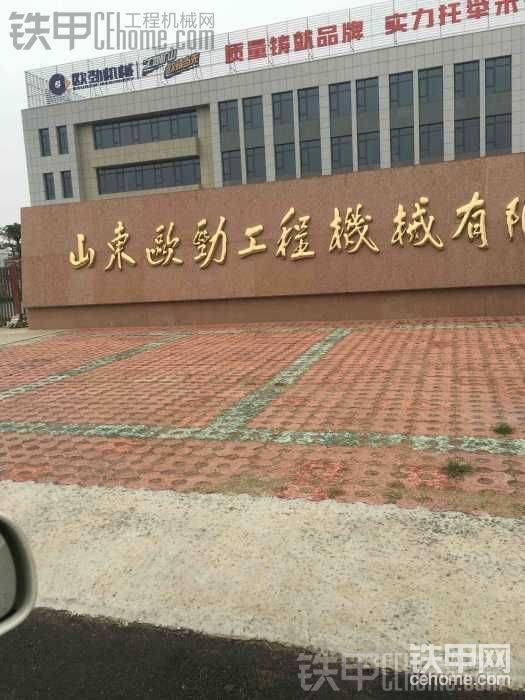 铁甲 工程机械网
CEhome.com
欧劲机械
质量铸就品牌 实力托举未
山東歐勁工程機械有限
铁甲网
cehome.com